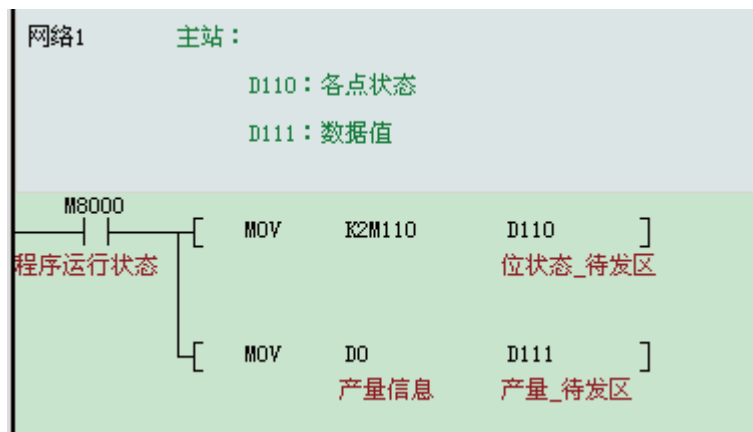 网络1 主站：
D110：各点状态
D111：数据值
M8000
MOV K2M110 D110
程序运行状态 位状态_待发区
MOV D0 D111
产量信息 产量_待发区